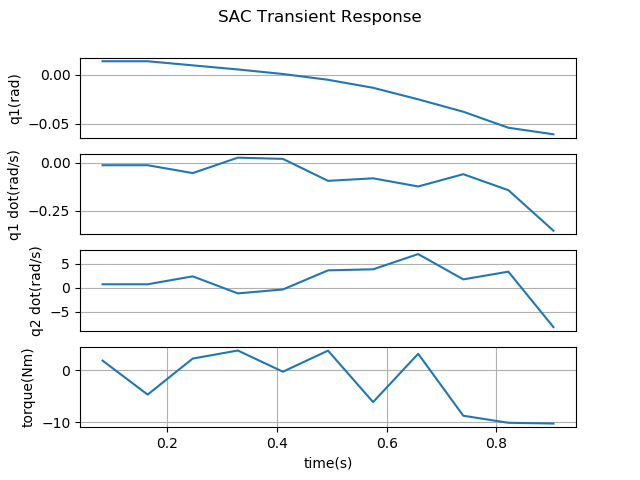 SAC Transient Response
q1(rad)
0.00
−0.05
q1 dot(rad/s)
0.00
−0.25
q2 dot(rad/s)
5
0
−5
torque(Nm)
0
−10
0.2 0.4 0.6 0.8
time(s)